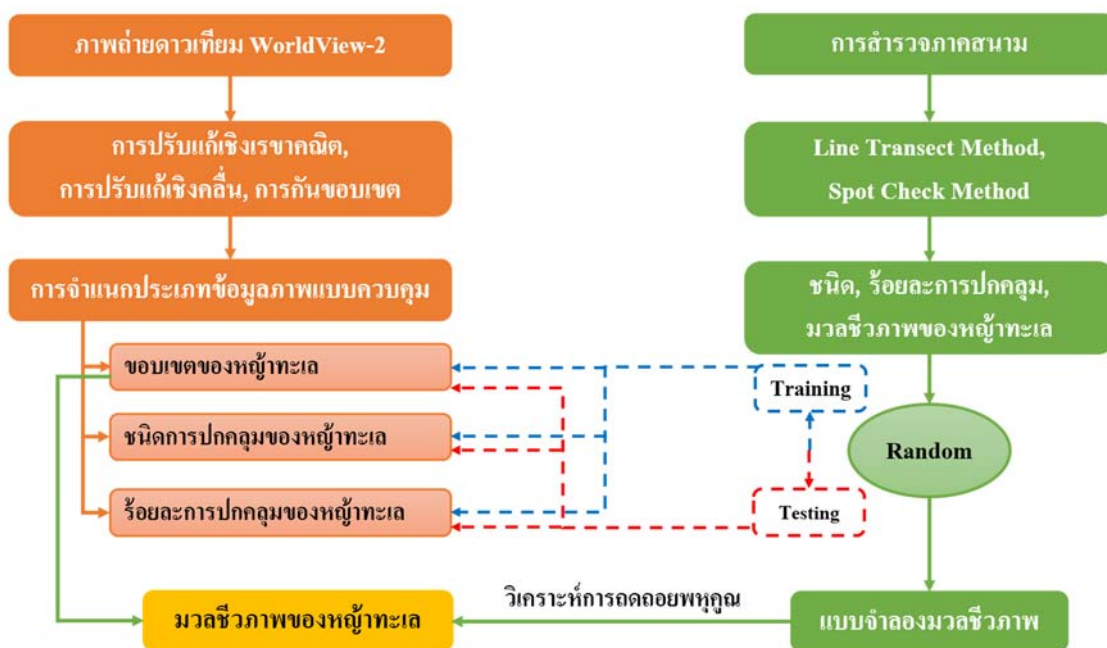 ภาพถ่ายดาวเทียม WorldView-2
การปรับแก้เชิงเรขาคณิต,
การปรับแก้เชิงคลื่น, การกันขอบเขต
การจำแนกประเภทข้อมูลภาพแบบควบคุม
ขอบเขตของหญ้าทะเล
ชนิดการปกคลุมของหญ้าทะเล
ร้อยละการปกคลุมของหญ้าทะเล
มวลชีวภาพของหญ้าทะเล
การสำรวจภาคสนาม
Line Transect Method,
Spot Check Method
ชนิด, ร้อยละการปกคลุม,
มวลชีวภาพของหญ้าทะเล
Training
Random
Testing
วิเคราะห์การถดถอยพหุคูณ
แบบจำลองมวลชีวภาพ